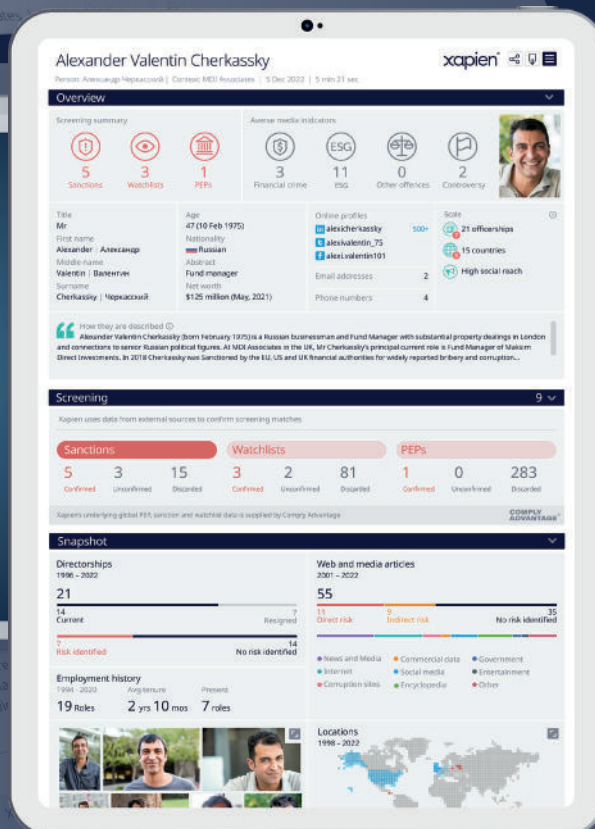 Alexander Valentin Cherkassky
xapien
Person: Александр Черкасский | Context: MDI Associates | 5 Dec 2022 | 5 min 21 sec
Overview
Screening summary
Adverse media indicators
ESG
5 3 1 3 11 0 2
Sanctions Watchlists PEPs Financial crime ESG Other offences Controversy
Title
Mr
First name
Alexander | Александр
Middle name
Valentin | Валентин
Surname
Cherkassky | Черкасский
Age
47 (10 Feb 1975)
Nationality
Russian
Abstract
Fund manager
Net worth
$125 million (May, 2021)
Online profiles
alexicherkassky 500+
alexivalentin_75
alexi.valentin101
Email addresses 2
Phone numbers 4
Scale
21 officerships
15 countries
High social reach
How they are described
Alexander Valentin Cherkassky (born February 1975) is a Russian businessman and Fund Manager with substantial property dealings in London
and connections to senior Russian political figures. At MDI Associates in the UK, Mr Cherkassky's principal current role is Fund Manager of Maksim
Direct Investments. In 2018 Cherkassky was Sanctioned by the EU, US and UK financial authorities for widely reported bribery and corruption...
Screening 9
Xapien uses data from external sources to confirm screening matches
Sanctions
5 3 15
Confirmed Unconfirmed Discarded
Watchlists
3 2 81
Confirmed Unconfirmed Discarded
PEPs
1 0 283
Confirmed Unconfirmed Discarded
Xapien's underlying global PEP, sanction and watchlist data is supplied by Comply Advantage
COMPLY
ADVANTAGE
Snapshot
Directorships
1996 – 2022
21
14 7
Current Resigned
7 14
Risk identified No risk identified
Employment history
1994 - 2020 Avg tenure Present
19 Roles 2 yrs 10 mos 7 roles
Web and media articles
2001 – 2022
55
11 9 35
Direct risk Indirect risk No risk identified
News and Media Commercial data Government
Internet Social media Entertainment
Corruption sites Encyclopedia Other
Locations
1998 – 2022